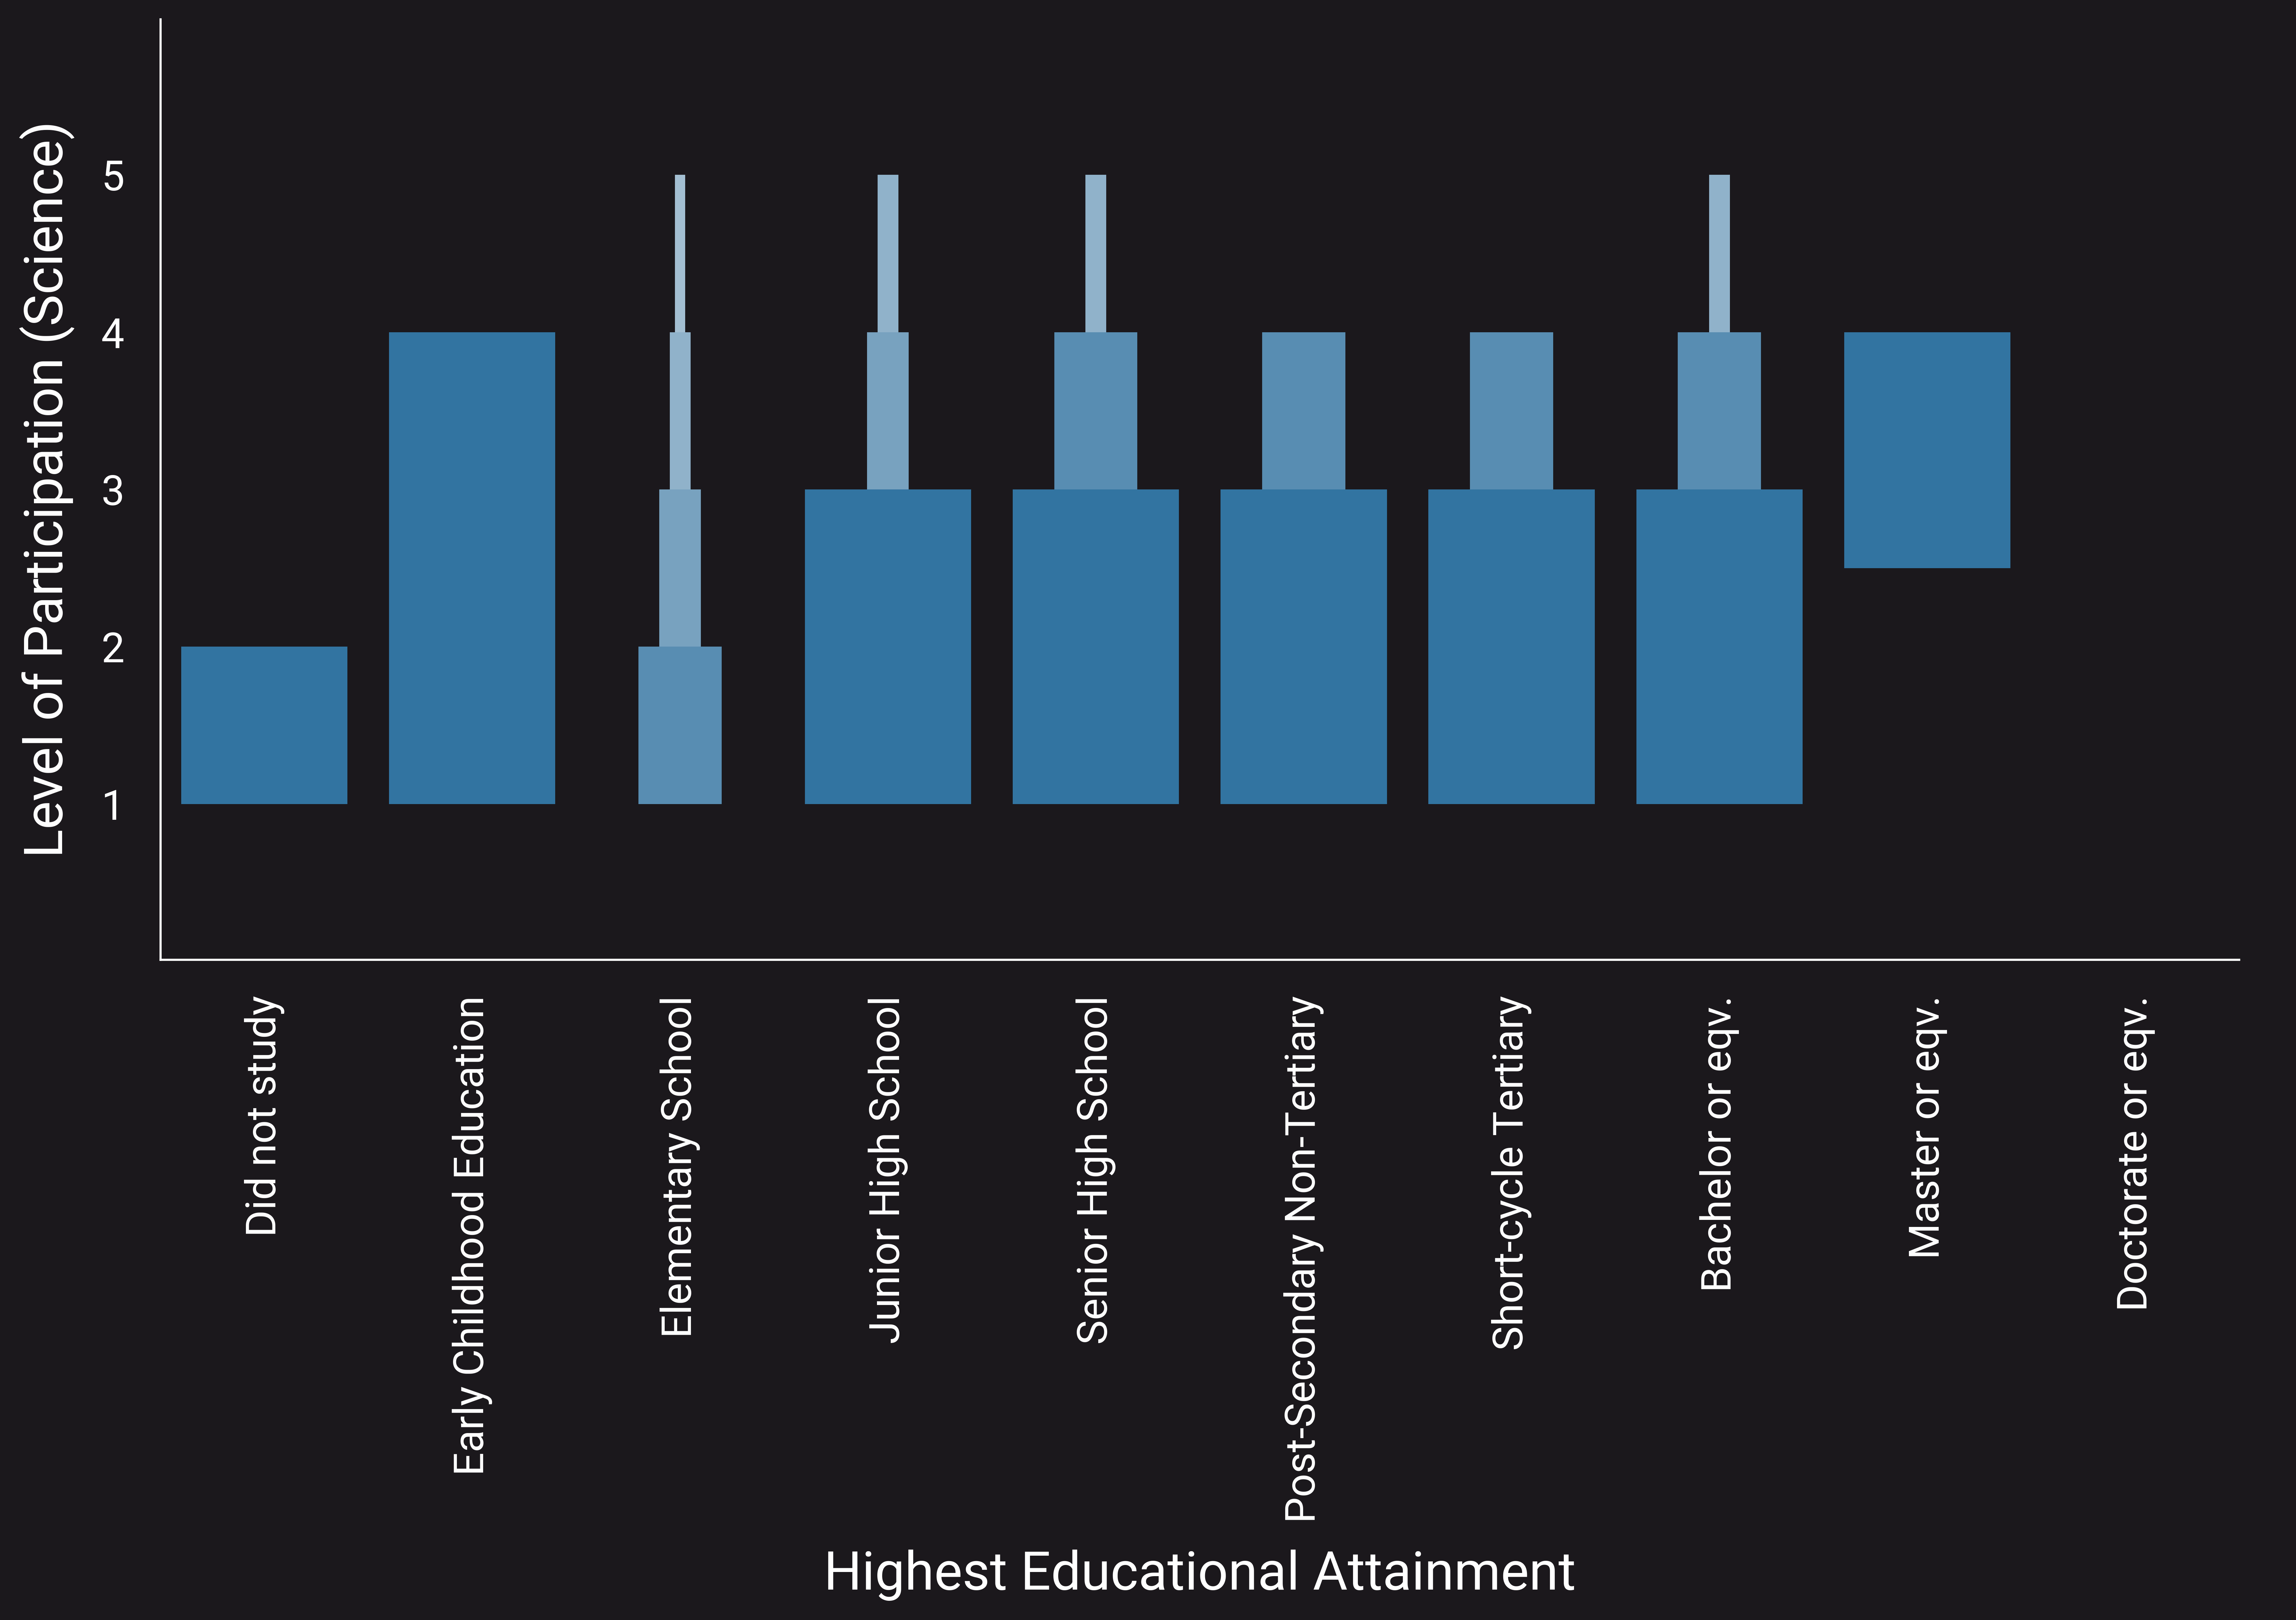 Level of Participation (Science)
5
4
3
2
1
Did not study
Early Childhood Education
Elementary School
Junior High School
Senior High School
Post-Secondary Non-Tertiary
Short-cycle Tertiary
Bachelor or eqv.
Master or eqv.
Doctorate or eqv.
Highest Educational Attainment